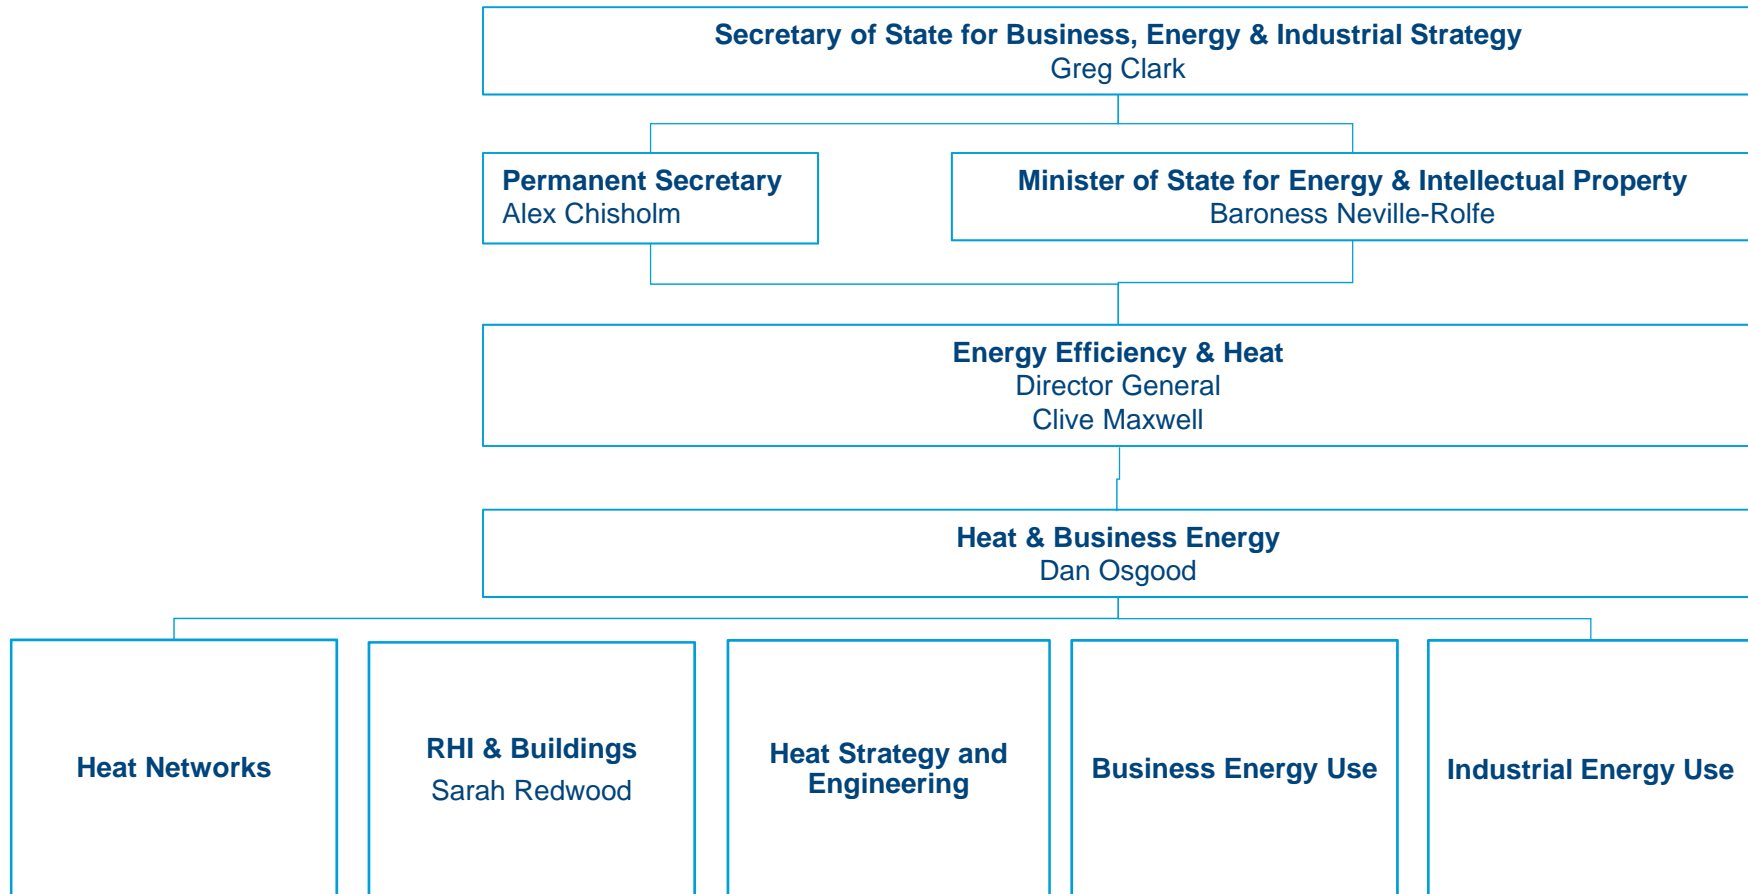 Secretary of State for Business, Energy & Industrial Strategy
Greg Clark
Permanent Secretary
Alex Chisholm
Minister of State for Energy & Intellectual Property
Baroness Neville-Rolfe
Energy Efficiency & Heat
Director General
Clive Maxwell
Heat & Business Energy
Dan Osgood
Heat Networks
RHI & Buildings
Sarah Redwood
Heat Strategy and
Engineering
Business Energy Use
Industrial Energy Use